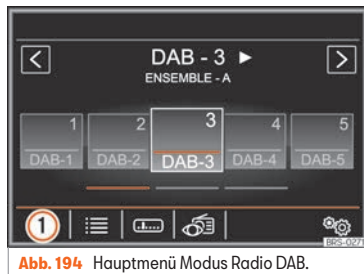 DAB - 3 ►
ENSEMBLE - A
1 2 3 4 5
DAB-1 DAB-2 DAB-3 DAB-4 DAB-5
1
BRS-027
Abb. 194 Hauptmenü Modus Radio DAB.